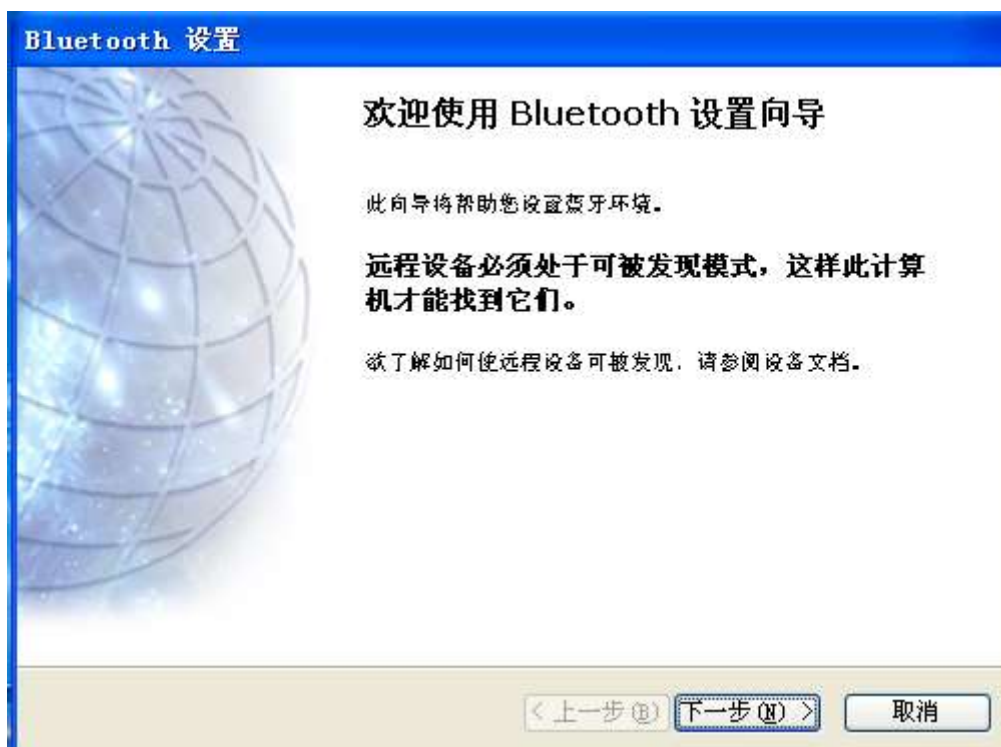 Bluetooth 设置
欢迎使用 Bluetooth 设置向导
此向导将帮助您设置蓝牙环境。
远程设备必须处于可被发现模式，这样此计算
机才能找到它们。
欲了解如何使远程设备可被发现，请参阅设备文档。
< 上一步(B) 下一步(N) > 取消